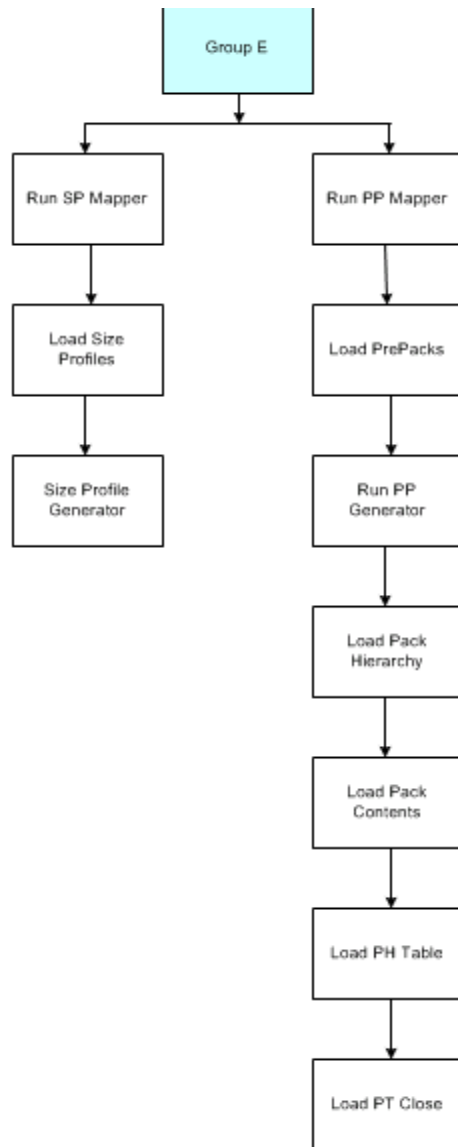 Group E
Run SP Mapper
Run PP Mapper
Load Size
Profiles
Load PrePacks
Size Profile
Generator
Run PP
Generator
Load Pack
Hierarchy
Load Pack
Contents
Load PH Table
Load PT Close